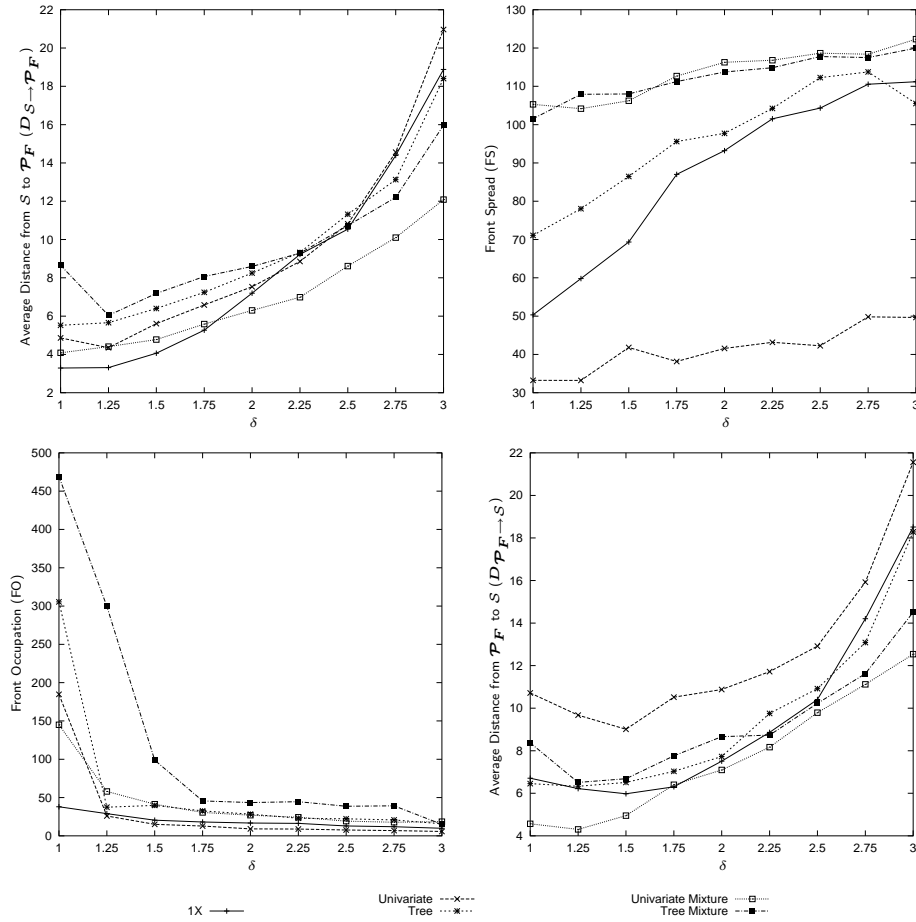 22
20
18
16
14
12
10
8
6
4
2
1 1.25 1.5 1.75 2 2.25 2.5 2.75 3
δ
Average Distance from S to P_F (D_S→P_F)
130
120
110
100
90
80
70
60
50
40
30
1 1.25 1.5 1.75 2 2.25 2.5 2.75 3
δ
Front Spread (FS)
500
450
400
350
300
250
200
150
100
50
0
1 1.25 1.5 1.75 2 2.25 2.5 2.75 3
δ
Front Occupation (FO)
22
20
18
16
14
12
10
8
6
4
1 1.25 1.5 1.75 2 2.25 2.5 2.75 3
δ
Average Distance from P_F to S (D_P_F→S)
1X
Univariate
Tree
Univariate Mixture
Tree Mixture